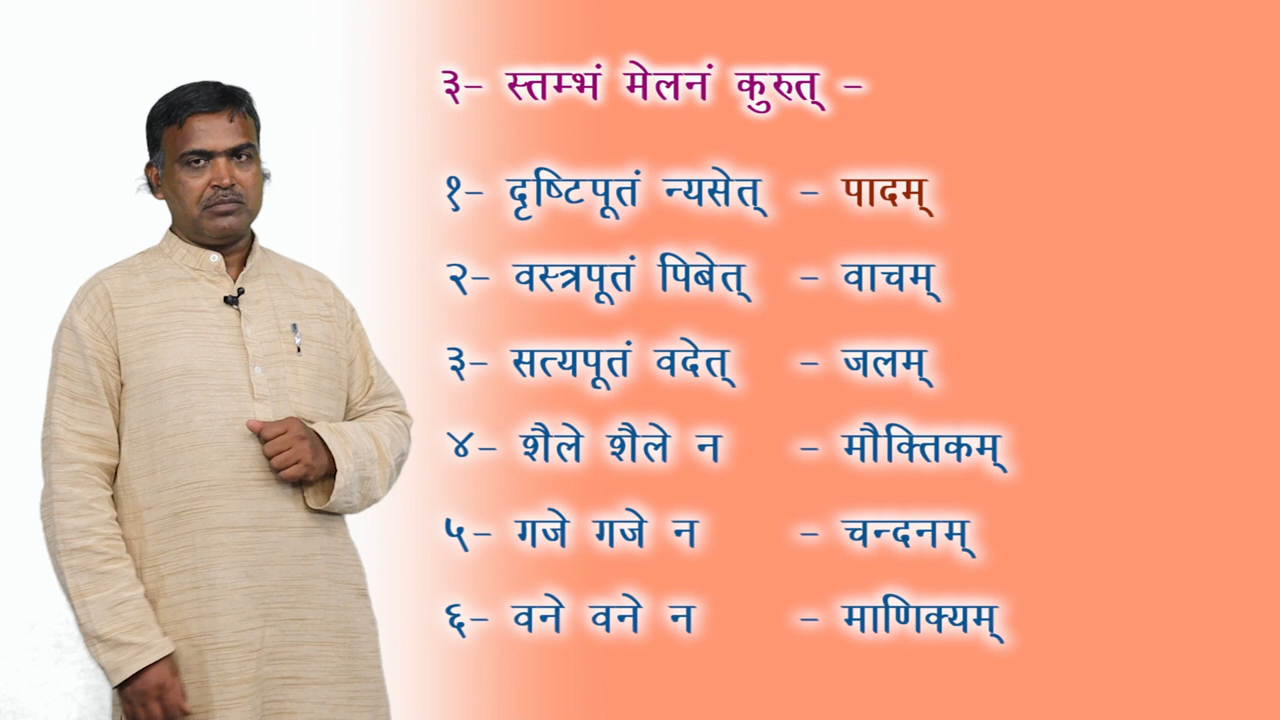 ३- स्तम्भं मेलनं कुरुत् -
१- दृष्टिपूतं न्यसेत् - पादम्
२- वस्त्रपूतं पिबेत् - वाचम्
३- सत्यपूतं वदेत् - जलम्
४- शैले शैले न - मौक्तिकम्
५- गजे गजे न - चन्दनम्
६- वने वने न - माणिक्यम्